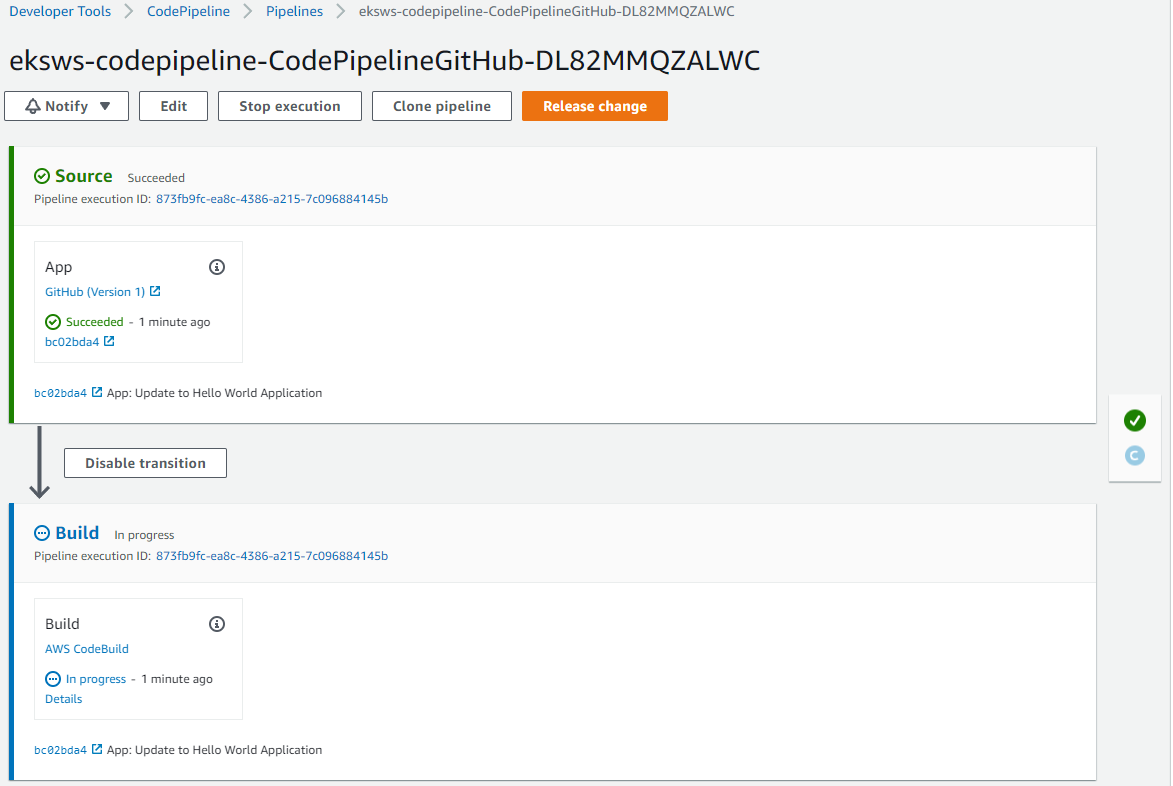 Developer Tools > CodePipeline > Pipelines > eksws-codepipeline-CodePipelineGitHub-DL82MMQZALWC
eksws-codepipeline-CodePipelineGitHub-DL82MMQZALWC
Notify Edit Stop execution Clone pipeline Release change
Source Succeeded
Pipeline execution ID: 873fb9fc-ea8c-4386-a215-7c096884145b
App
GitHub (Version 1)
Succeeded - 1 minute ago
bc02bda4
bc02bda4 App: Update to Hello World Application
Disable transition
C
Build In progress
Pipeline execution ID: 873fb9fc-ea8c-4386-a215-7c096884145b
Build
AWS CodeBuild
In progress - 1 minute ago
Details
bc02bda4 App: Update to Hello World Application